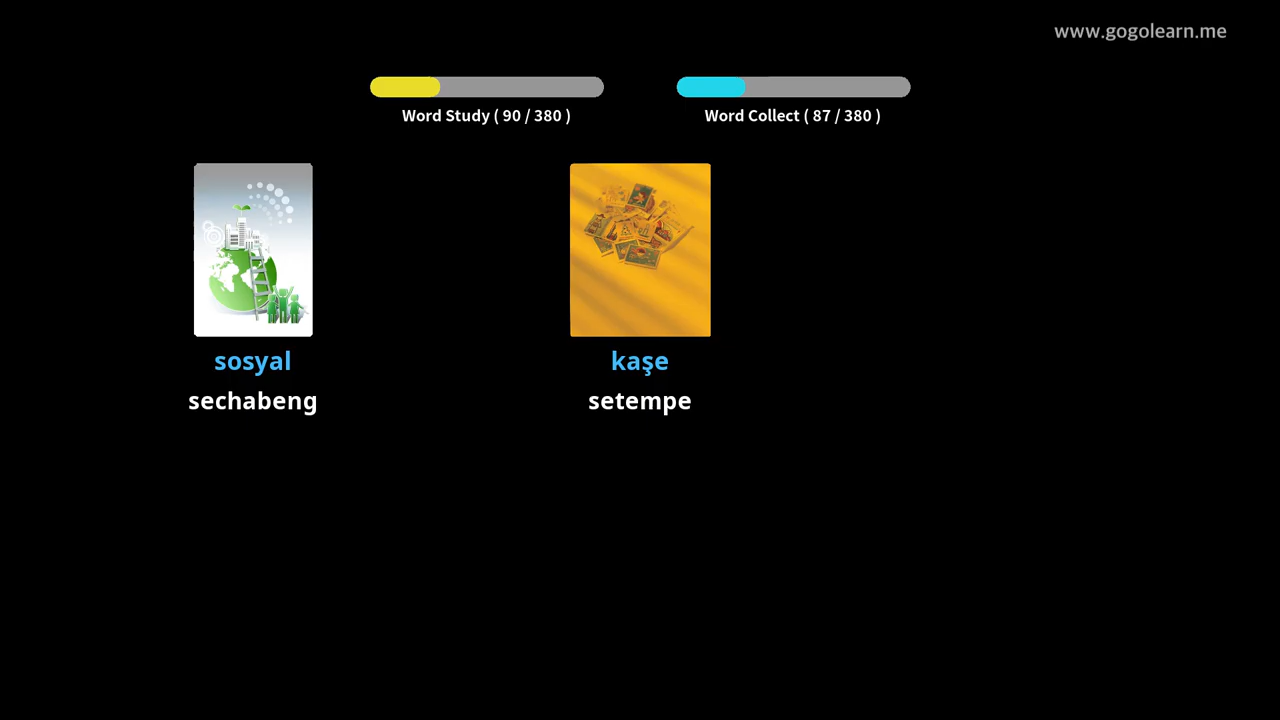 www.gogolearn.me
Word Study ( 90 / 380 )
Word Collect ( 87 / 380 )
sosyal
sechabeng
kaşe
setempe